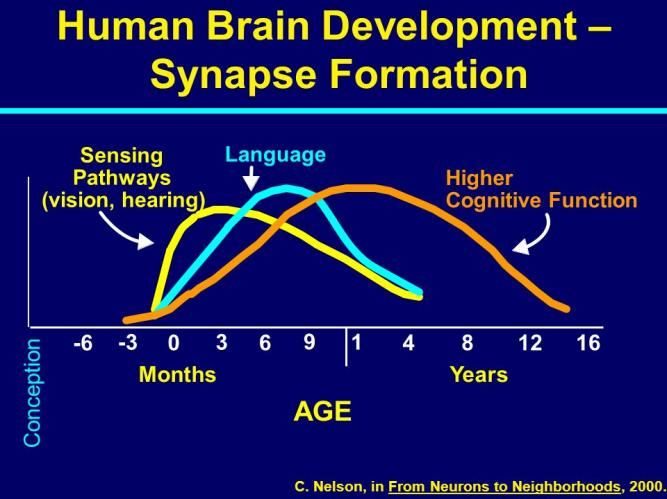 Human Brain Development –
Synapse Formation
Sensing
Pathways
(vision, hearing)
Language
Higher
Cognitive Function
Conception
-6 -3 0 3 6 9 1 4 8 12 16
Months Years
AGE
C. Nelson, in From Neurons to Neighborhoods, 2000.